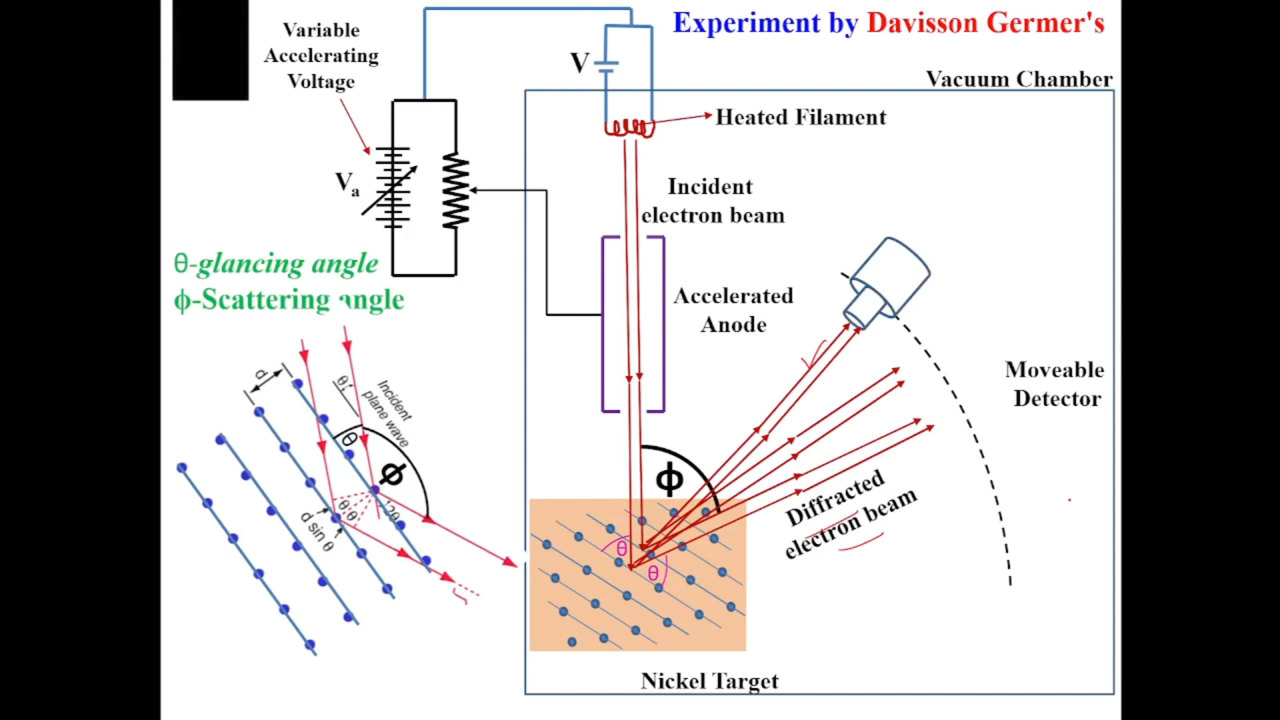 Experiment by Davisson Germer's
Variable
Accelerating
Voltage
V
Vacuum Chamber
Heated Filament
Va
Incident
electron beam
θ-glancing angle
ϕ-Scattering angle
Accelerated
Anode
Moveable
Detector
d
θ
Incident
plane wave
θ
ϕ
θ θ
2θ
d sin θ
ϕ
θ
θ
Diffracted
electron beam
Nickel Target